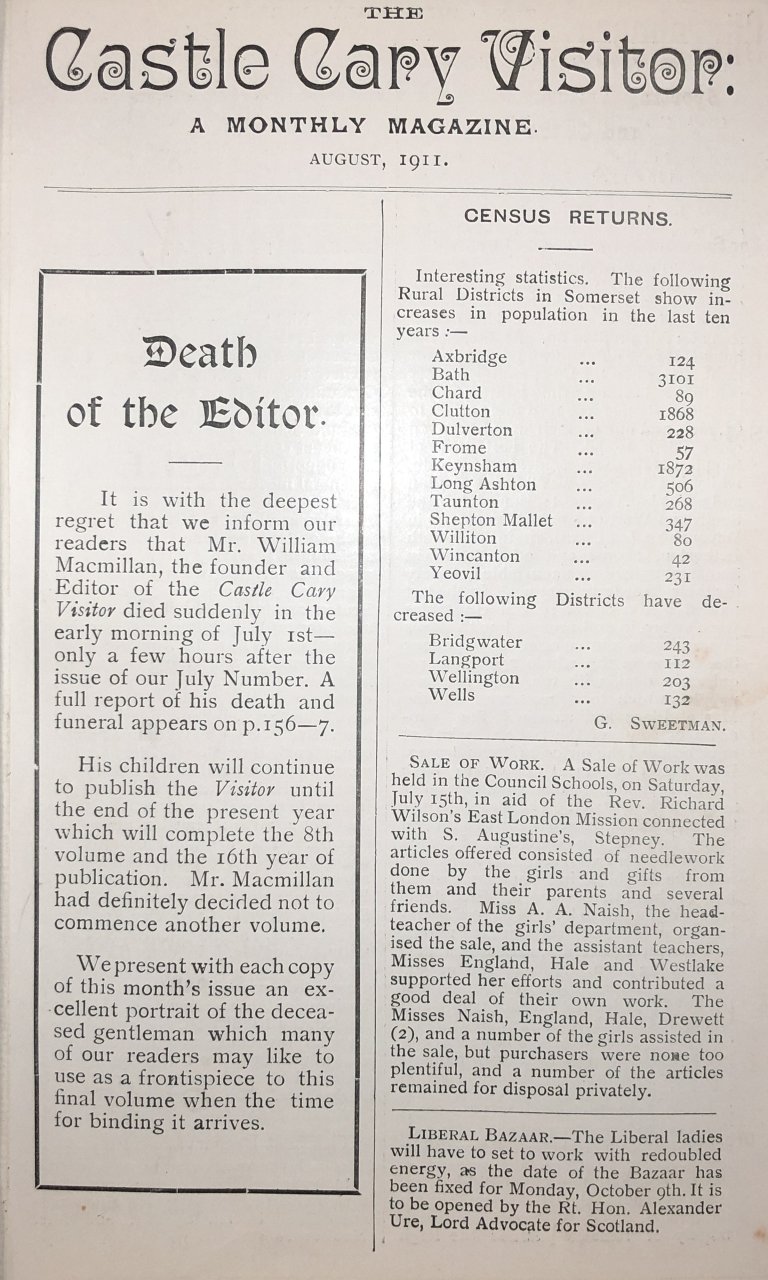 THE
Castle Cary Visitor:
A MONTHLY MAGAZINE.
AUGUST, 1911.
Death
of the Editor.
It is with the deepest
regret that we inform our
readers that Mr. William
Macmillan, the founder and
Editor of the Castle Cary
Visitor died suddenly in the
early morning of July 1st—
only a few hours after the
issue of our July Number. A
full report of his death and
funeral appears on p.156—7.
His children will continue
to publish the Visitor until
the end of the present year
which will complete the 8th
volume and the 16th year of
publication. Mr. Macmillan
had definitely decided not to
commence another volume.
We present with each copy
of this month's issue an ex-
cellent portrait of the decea-
sed gentleman which many
of our readers may like to
use as a frontispiece to this
final volume when the time
for binding it arrives.
CENSUS RETURNS.
Interesting statistics. The following
Rural Districts in Somerset show in-
creases in population in the last ten
years :—
Axbridge ... 124
Bath ... 3101
Chard ... 89
Clutton ... 1868
Dulverton ... 228
Frome ... 57
Keynsham ... 1872
Long Ashton ... 506
Taunton ... 268
Shepton Mallet ... 347
Williton ... 80
Wincanton ... 42
Yeovil ... 231
The following Districts have de-
creased :—
Bridgwater ... 243
Langport ... 112
Wellington ... 203
Wells ... 132
G. SWEETMAN.
SALE OF WORK. A Sale of Work was
held in the Council Schools, on Saturday,
July 15th, in aid of the Rev. Richard
Wilson's East London Mission connected
with S. Augustine's, Stepney. The
articles offered consisted of needlework
done by the girls and gifts from
them and their parents and several
friends. Miss A. A. Naish, the head-
teacher of the girls' department, organ-
ised the sale, and the assistant teachers,
Misses England, Hale and Westlake
supported her efforts and contributed a
good deal of their own work. The
Misses Naish, England, Hale, Drewett
(2), and a number of the girls assisted in
the sale, but purchasers were none too
plentiful, and a number of the articles
remained for disposal privately.
LIBERAL BAZAAR.—The Liberal ladies
will have to set to work with redoubled
energy, as the date of the Bazaar has
been fixed for Monday, October 9th. It is
to be opened by the Rt. Hon. Alexander
Ure, Lord Advocate for Scotland.